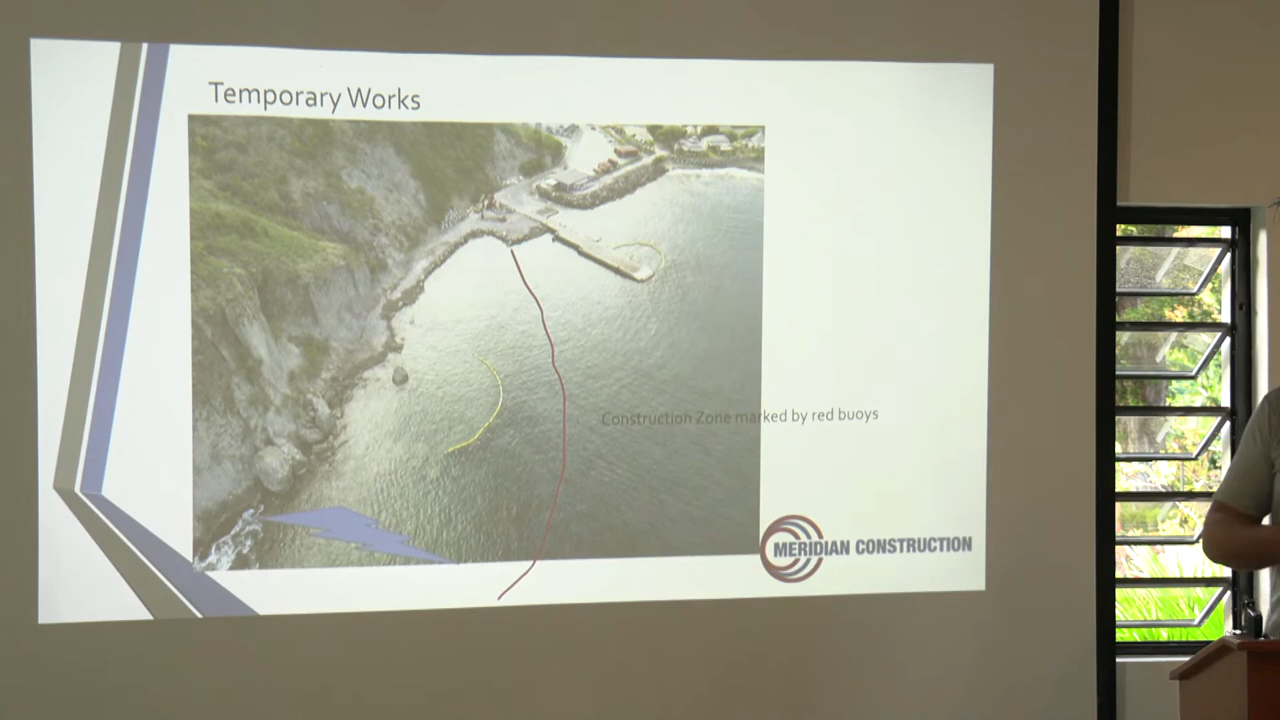 Temporary Works
Construction Zone marked by red buoys
MERIDIAN CONSTRUCTION